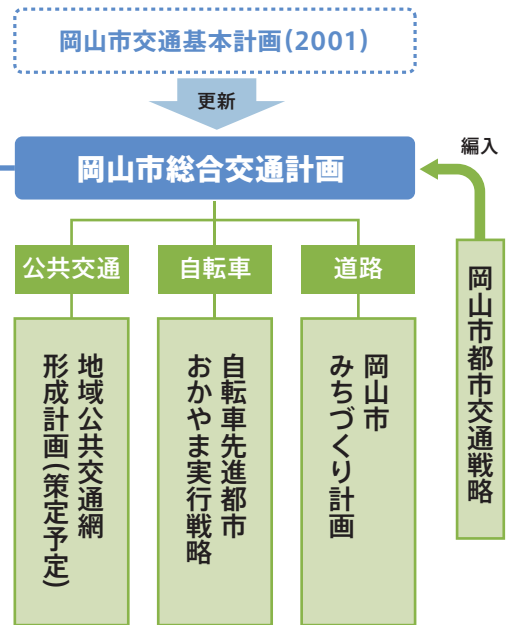 岡山市交通基本計画(2001)
更新
岡山市総合交通計画
編入
公共交通
自転車
道路
地域公共交通網
形成計画(策定予定)
自転車先進都市
おかやま実行戦略
岡山市
みちづくり計画
岡山市都市交通戦略